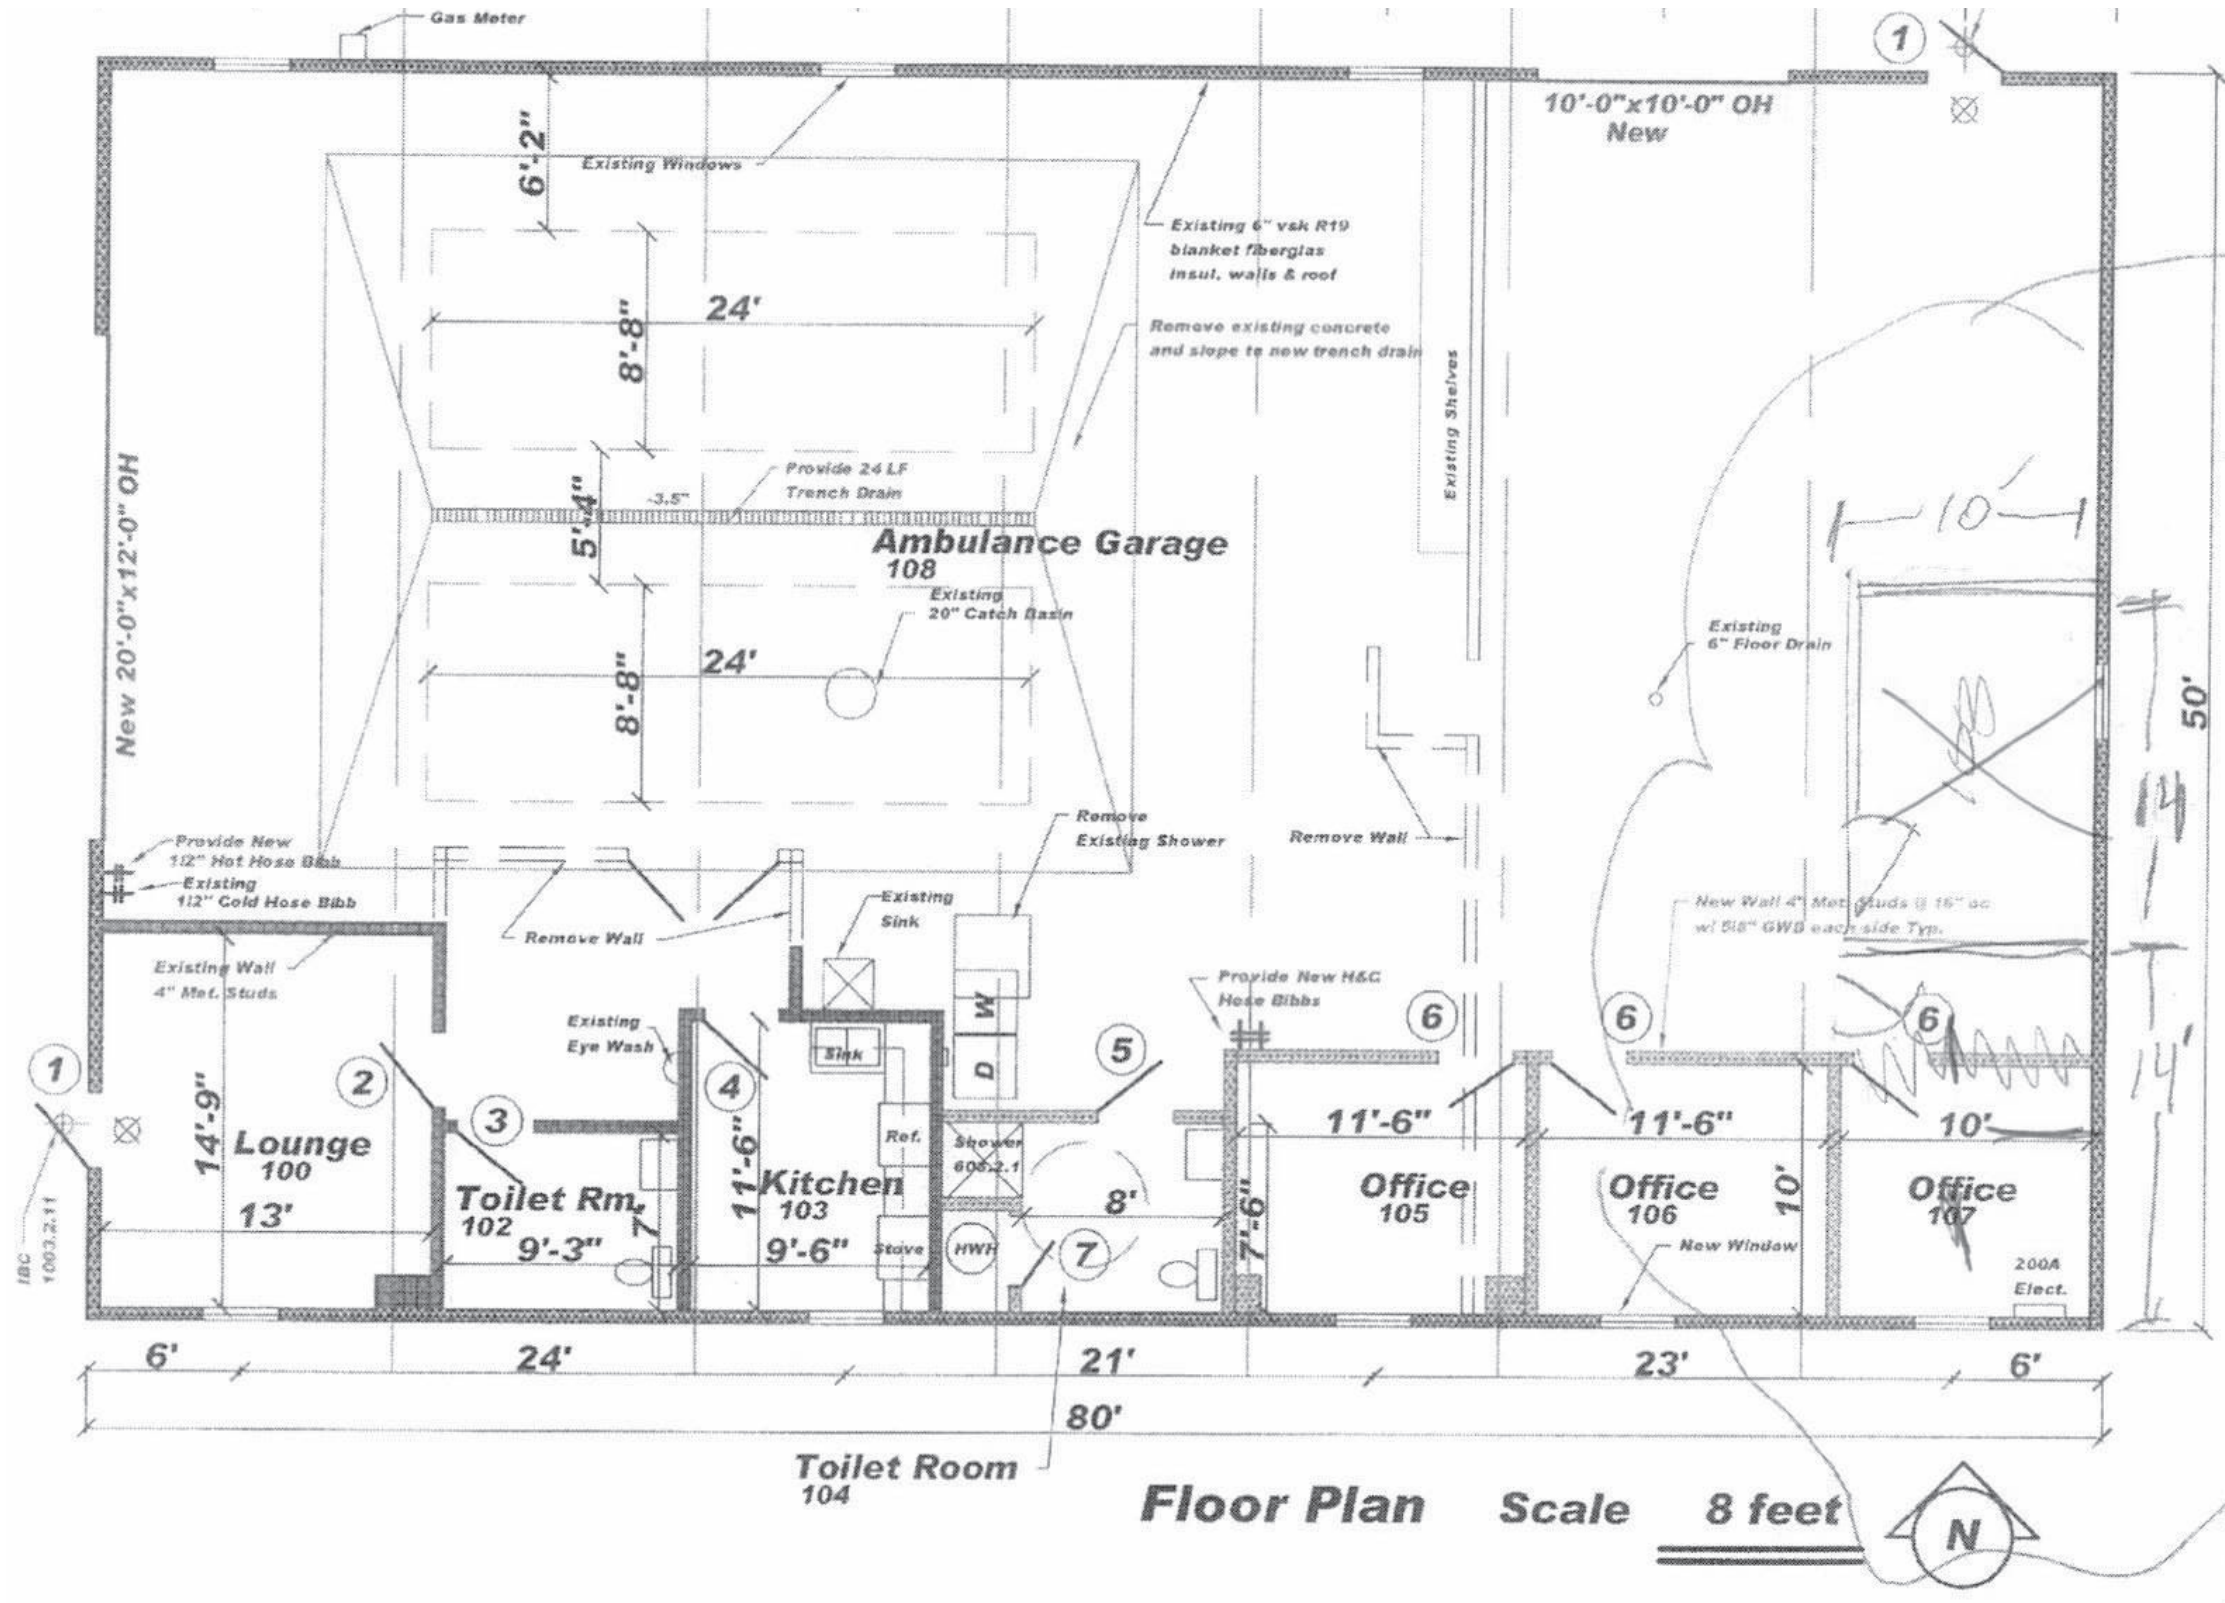 Gas Meter
1
10'-0"x10'-0" OH
New
6'-2"
Existing Windows
Existing 6" vsk R19
blanket fiberglas
insul, walls & roof
24'
8'-8"
Remove existing concrete
and slope to new trench drain
Existing Shelves
New 20'-0"x12'-0" OH
Provide 24 LF
Trench Drain
-3.5"
5'-4"
Ambulance Garage
108
10'
Existing
20" Catch Basin
Existing
6" Floor Drain
24'
8'-8"
50'
14
Provide New
1/2" Hot Hose Bibb
Existing
1/2" Cold Hose Bibb
Remove
Existing Shower
Remove Wall
Existing
Sink
Remove Wall
New Wall 4" Met. Studs @ 16" oc
w/ 5/8" GWB each side Typ.
Existing Wall
4" Met. Studs
Provide New H&C
Hose Bibbs
W
D
Existing
Eye Wash
Sink
6
6
6
1
2
3
4
5
14'
14'-9"
Lounge
100
13'
IBC
1003.2.11
Toilet Rm.
102
7'
9'-3"
11'-6"
Kitchen
103
9'-6"
Ref.
Stove
Shower
608.2.1
HWH
8'
7
7'-6"
11'-6"
Office
105
11'-6"
Office
106
10'
New Window
10'
Office
107
200A
Elect.
6'
24'
21'
23'
6'
80'
Toilet Room
104
Floor Plan
Scale
8 feet
N